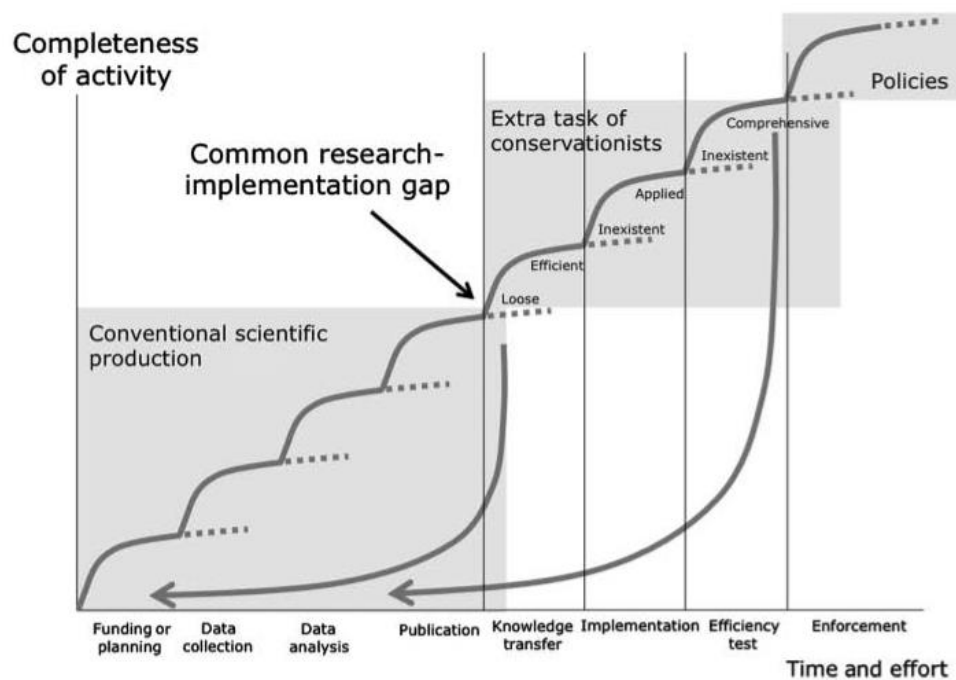 Completeness
of activity
Policies
Extra task of
conservationists
Comprehensive
Common research-
implementation gap
Inexistent
Applied
Inexistent
Efficient
Loose
Conventional scientific
production
Funding or
planning
Data
collection
Data
analysis
Publication
Knowledge
transfer
Implementation
Efficiency
test
Enforcement
Time and effort